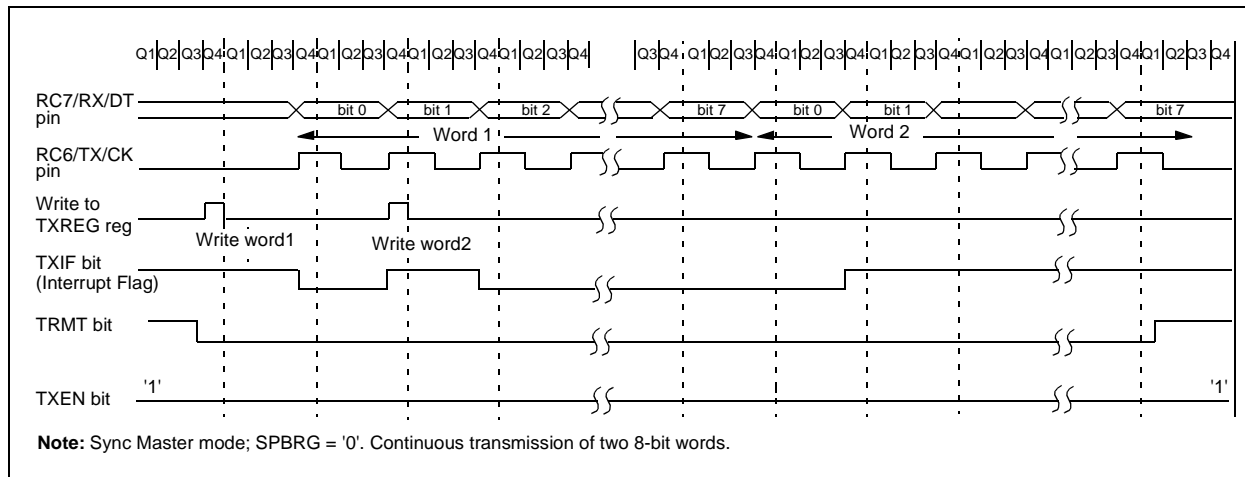 Q1 Q2 Q3 Q4 Q1 Q2 Q3 Q4 Q1 Q2 Q3 Q4 Q1 Q2 Q3 Q4 Q1 Q2 Q3 Q4 Q3 Q4 Q1 Q2 Q3 Q4 Q1 Q2 Q3 Q4 Q1 Q2 Q3 Q4 Q1 Q2 Q3 Q4 Q1 Q2 Q3 Q4 Q1 Q2 Q3 Q4
RC7/RX/DT
pin
bit 0 bit 1 bit 2 bit 7 bit 0 bit 1 bit 7
Word 1 Word 2
RC6/TX/CK
pin
Write to
TXREG reg
Write word1 Write word2
TXIF bit
(Interrupt Flag)
TRMT bit
'1' '1'
TXEN bit
Note: Sync Master mode; SPBRG = '0'. Continuous transmission of two 8-bit words.